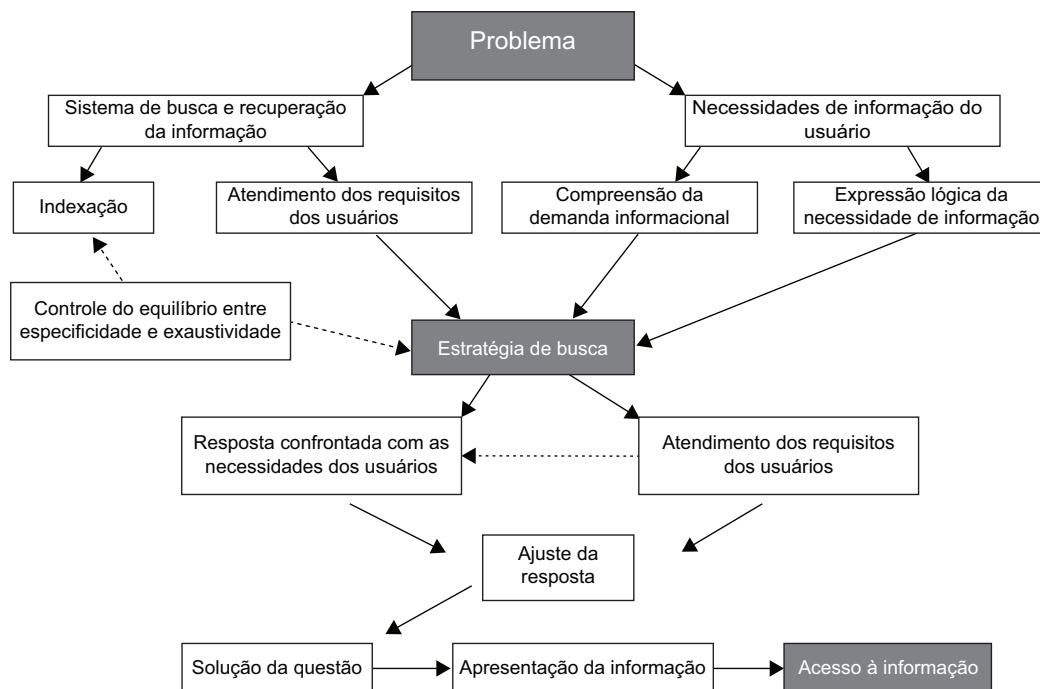 Problema
Sistema de busca e recuperação
da informação
Necessidades de informação do
usuário
Indexação
Atendimento dos requisitos
dos usuários
Compreensão da
demanda informacional
Expressão lógica da
necessidade de informação
Controle do equilíbrio entre
especificidade e exaustividade
Estratégia de busca
Resposta confrontada com as
necessidades dos usuários
Atendimento dos requisitos
dos usuários
Ajuste da
resposta
Solução da questão
Apresentação da informação
Acesso à informação